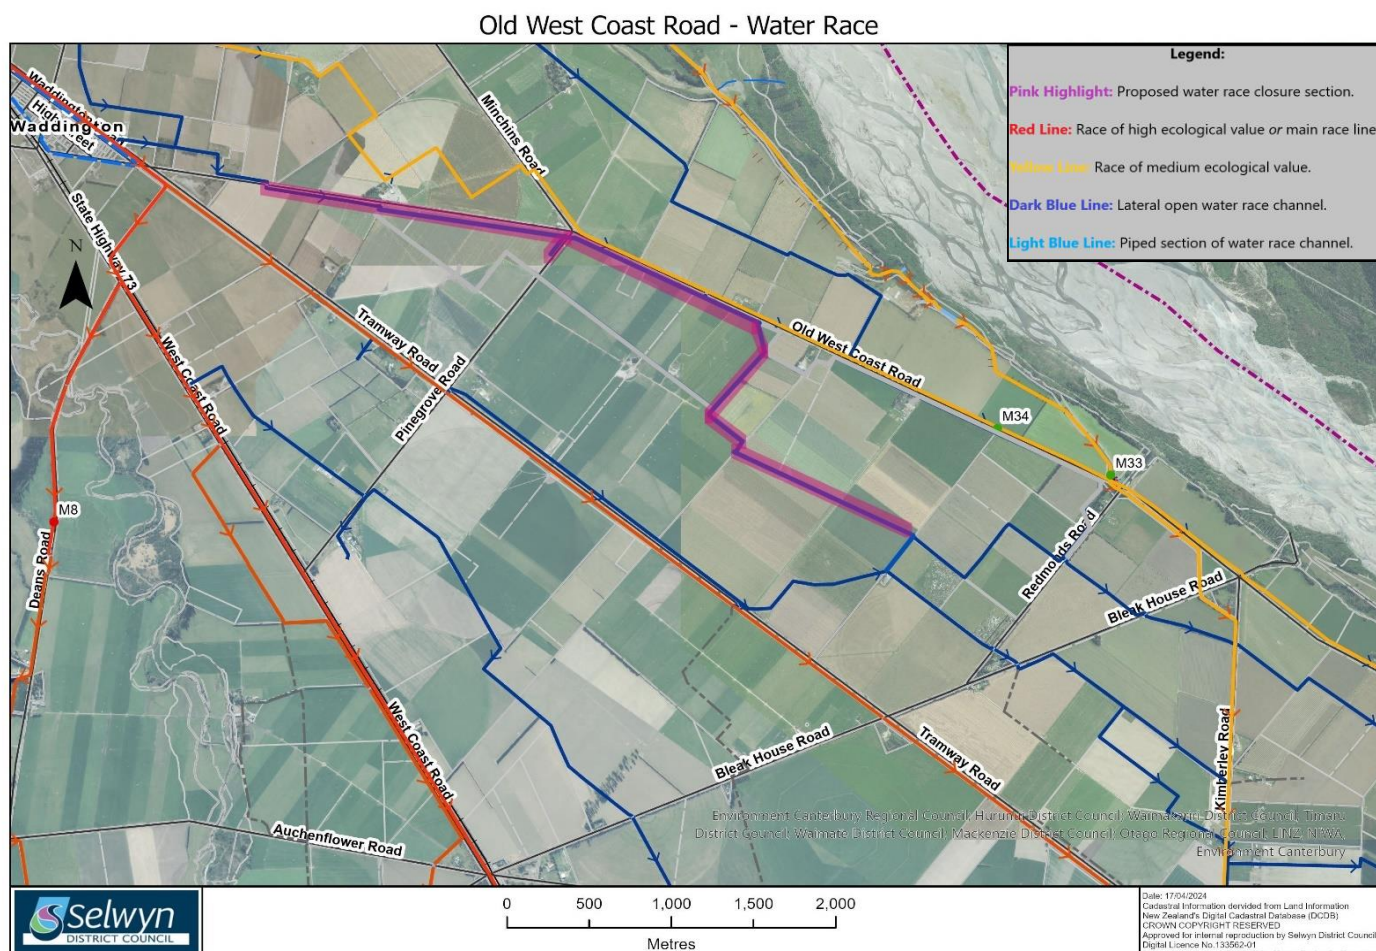 Old West Coast Road - Water Race
Legend:
Pink Highlight: Proposed water race closure section.
Red Line: Race of high ecological value or main race line
Yellow Line: Race of medium ecological value.
Dark Blue Line: Lateral open water race channel.
Light Blue Line: Piped section of water race channel.
Waddington
High Street
Waddington
Minchins Road
State Highway 73
N
Tramway Road
Old West Coast Road
West Coast Road
Pinegrove Road
M34
M33
M8
Deans Road
Redmonds Road
Bleak House Road
West Coast Road
Bleak House Road
Tramway Road
Kimberley Road
Auchenflower Road
Environment Canterbury Regional Council, Hurunui District Council, Waimakariri District Council, Timaru
District Council, Waimate District Council, Mackenzie District Council, Otago Regional Council, LINZ, NIWA,
Environment Canterbury
Selwyn
DISTRICT COUNCIL
0 500 1,000 1,500 2,000
Metres
Date: 17/04/2024
Cadastral Information dervided from Land Information
New Zealand's Digital Cadastral Database (DCDB)
CROWN COPYRIGHT RESERVED
Approved for internal reproduction by Selwyn District Council
Digital Licence No.133562-01